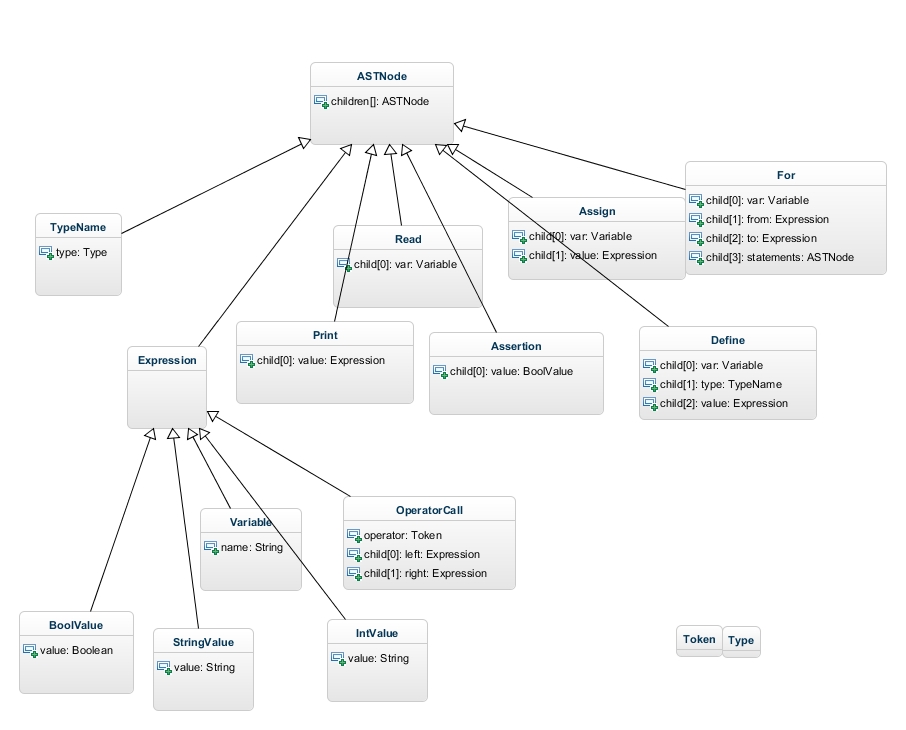 ASTNode
children[]: ASTNode
For
child[0]: var: Variable
child[1]: from: Expression
child[2]: to: Expression
child[3]: statements: ASTNode
Assign
child[0]: var: Variable
child[1]: value: Expression
TypeName
type: Type
Read
child[0]: var: Variable
Print
child[0]: value: Expression
Assertion
child[0]: value: BoolValue
Define
child[0]: var: Variable
child[1]: type: TypeName
child[2]: value: Expression
Expression
OperatorCall
operator: Token
child[0]: left: Expression
child[1]: right: Expression
Variable
name: String
BoolValue
value: Boolean
StringValue
value: String
IntValue
value: String
Token
Type